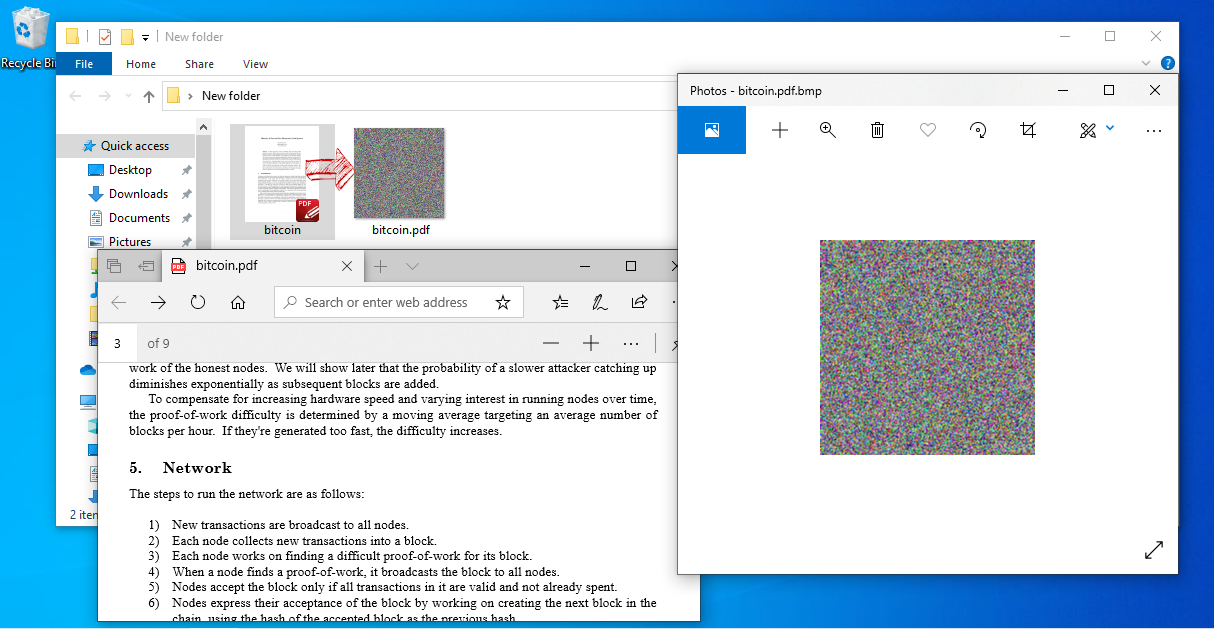 Recycle Bi
New folder
File
Home
Share
View
New folder
Quick access
Desktop
Downloads
Documents
Pictures
2 iten
PDF
bitcoin
bitcoin.pdf
PDF
bitcoin.pdf
Search or enter web address
3
of 9
work of the honest nodes. We will show later that the probability of a slower attacker catching up
diminishes exponentially as subsequent blocks are added.
To compensate for increasing hardware speed and varying interest in running nodes over time,
the proof-of-work difficulty is determined by a moving average targeting an average number of
blocks per hour. If they're generated too fast, the difficulty increases.
5. Network
The steps to run the network are as follows:
1) New transactions are broadcast to all nodes.
2) Each node collects new transactions into a block.
3) Each node works on finding a difficult proof-of-work for its block.
4) When a node finds a proof-of-work, it broadcasts the block to all nodes.
5) Nodes accept the block only if all transactions in it are valid and not already spent.
6) Nodes express their acceptance of the block by working on creating the next block in the
chain, using the hash of the accepted block as the previous hash.
Photos - bitcoin.pdf.bmp